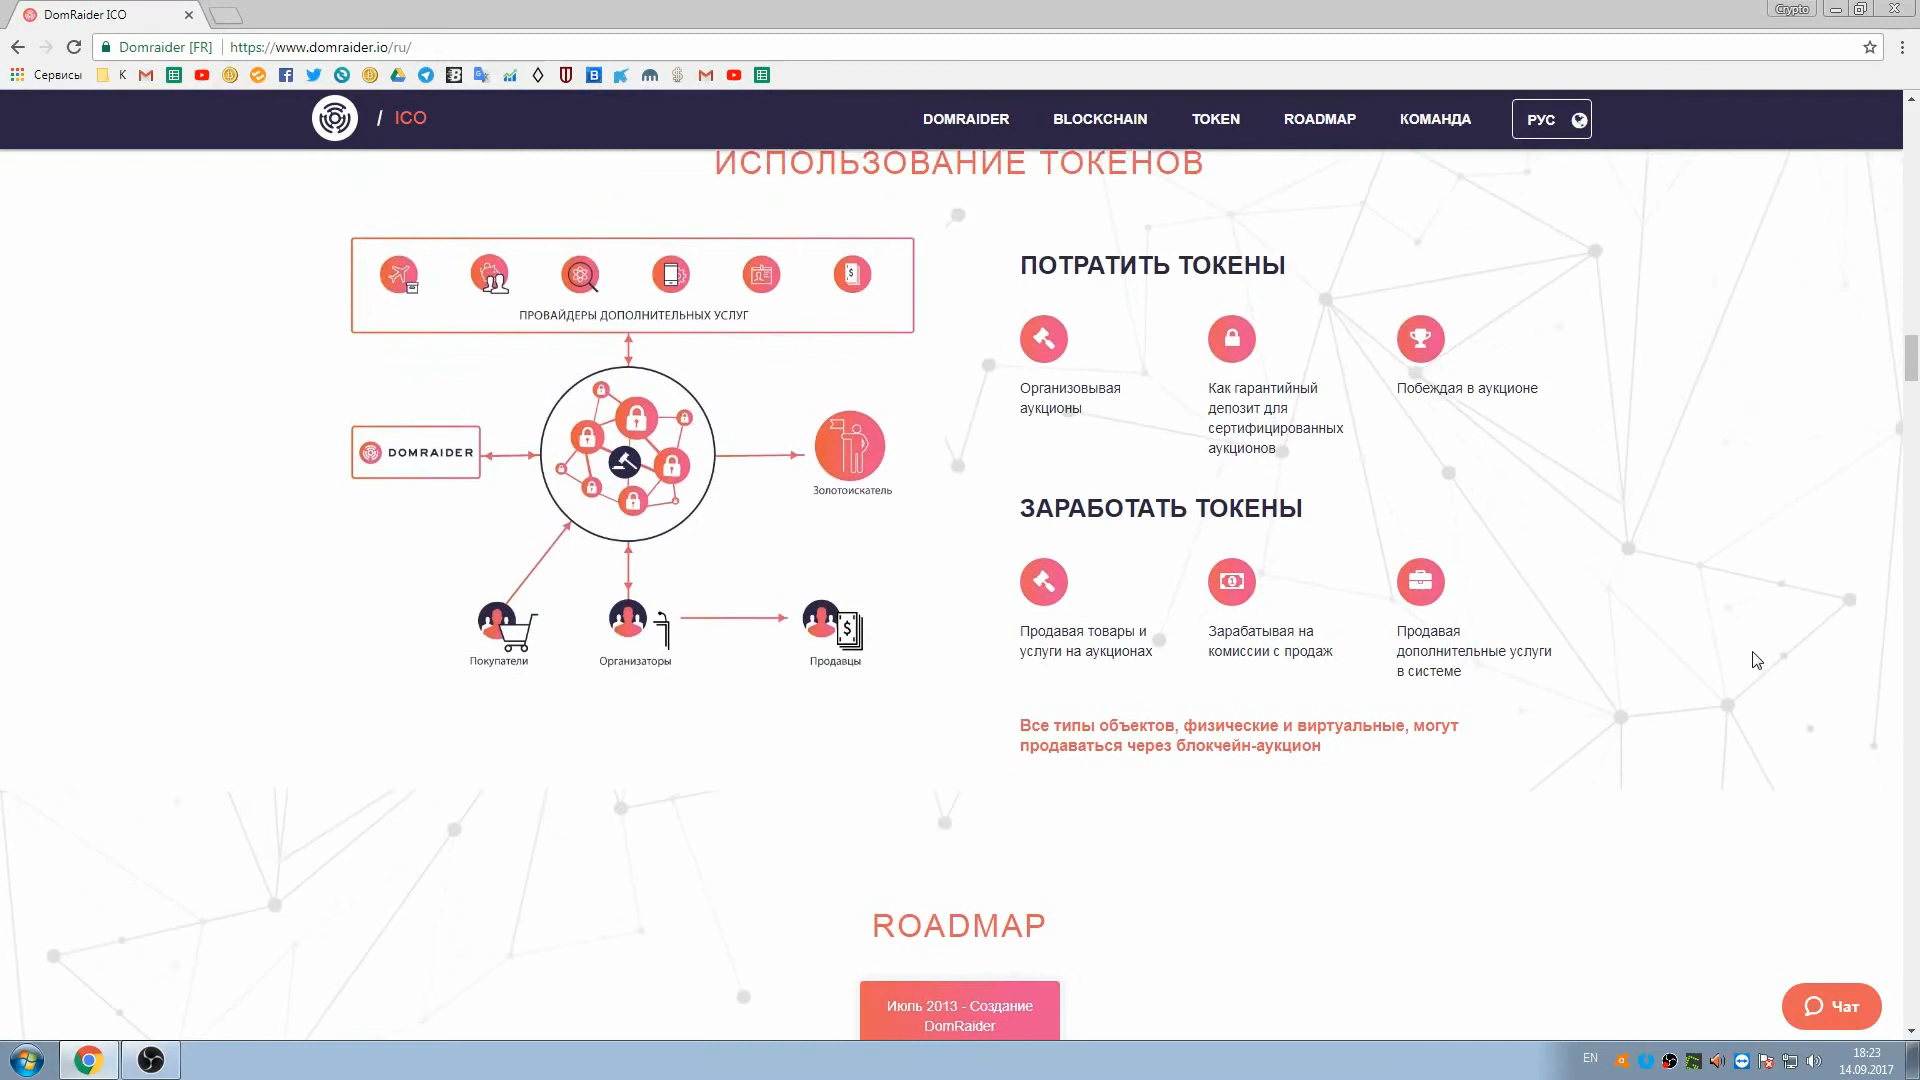 DomRaider ICO
Crypto
Domraider [FR]
https://www.domraider.io/ru/
Сервисы
K
/ ICO
DOMRAIDER
BLOCKCHAIN
TOKEN
ROADMAP
КОМАНДА
РУС
ИСПОЛЬЗОВАНИЕ ТОКЕНОВ
ПРОВАЙДЕРЫ ДОПОЛНИТЕЛЬНЫХ УСЛУГ
DOMRAIDER
Золотоискатель
Покупатели
Организаторы
Продавцы
ПОТРАТИТЬ ТОКЕНЫ
Организовывая
аукционы
Как гарантийный
депозит для
сертифицированных
аукционов
Побеждая в аукционе
ЗАРАБОТАТЬ ТОКЕНЫ
Продавая товары и
услуги на аукционах
Зарабатывая на
комиссии с продаж
Продавая
дополнительные услуги
в системе
Все типы объектов, физические и виртуальные, могут
продаваться через блокчейн-аукцион
ROADMAP
Июль 2013 - Создание
DomRaider
Чат
EN
18:23
14.09.2017